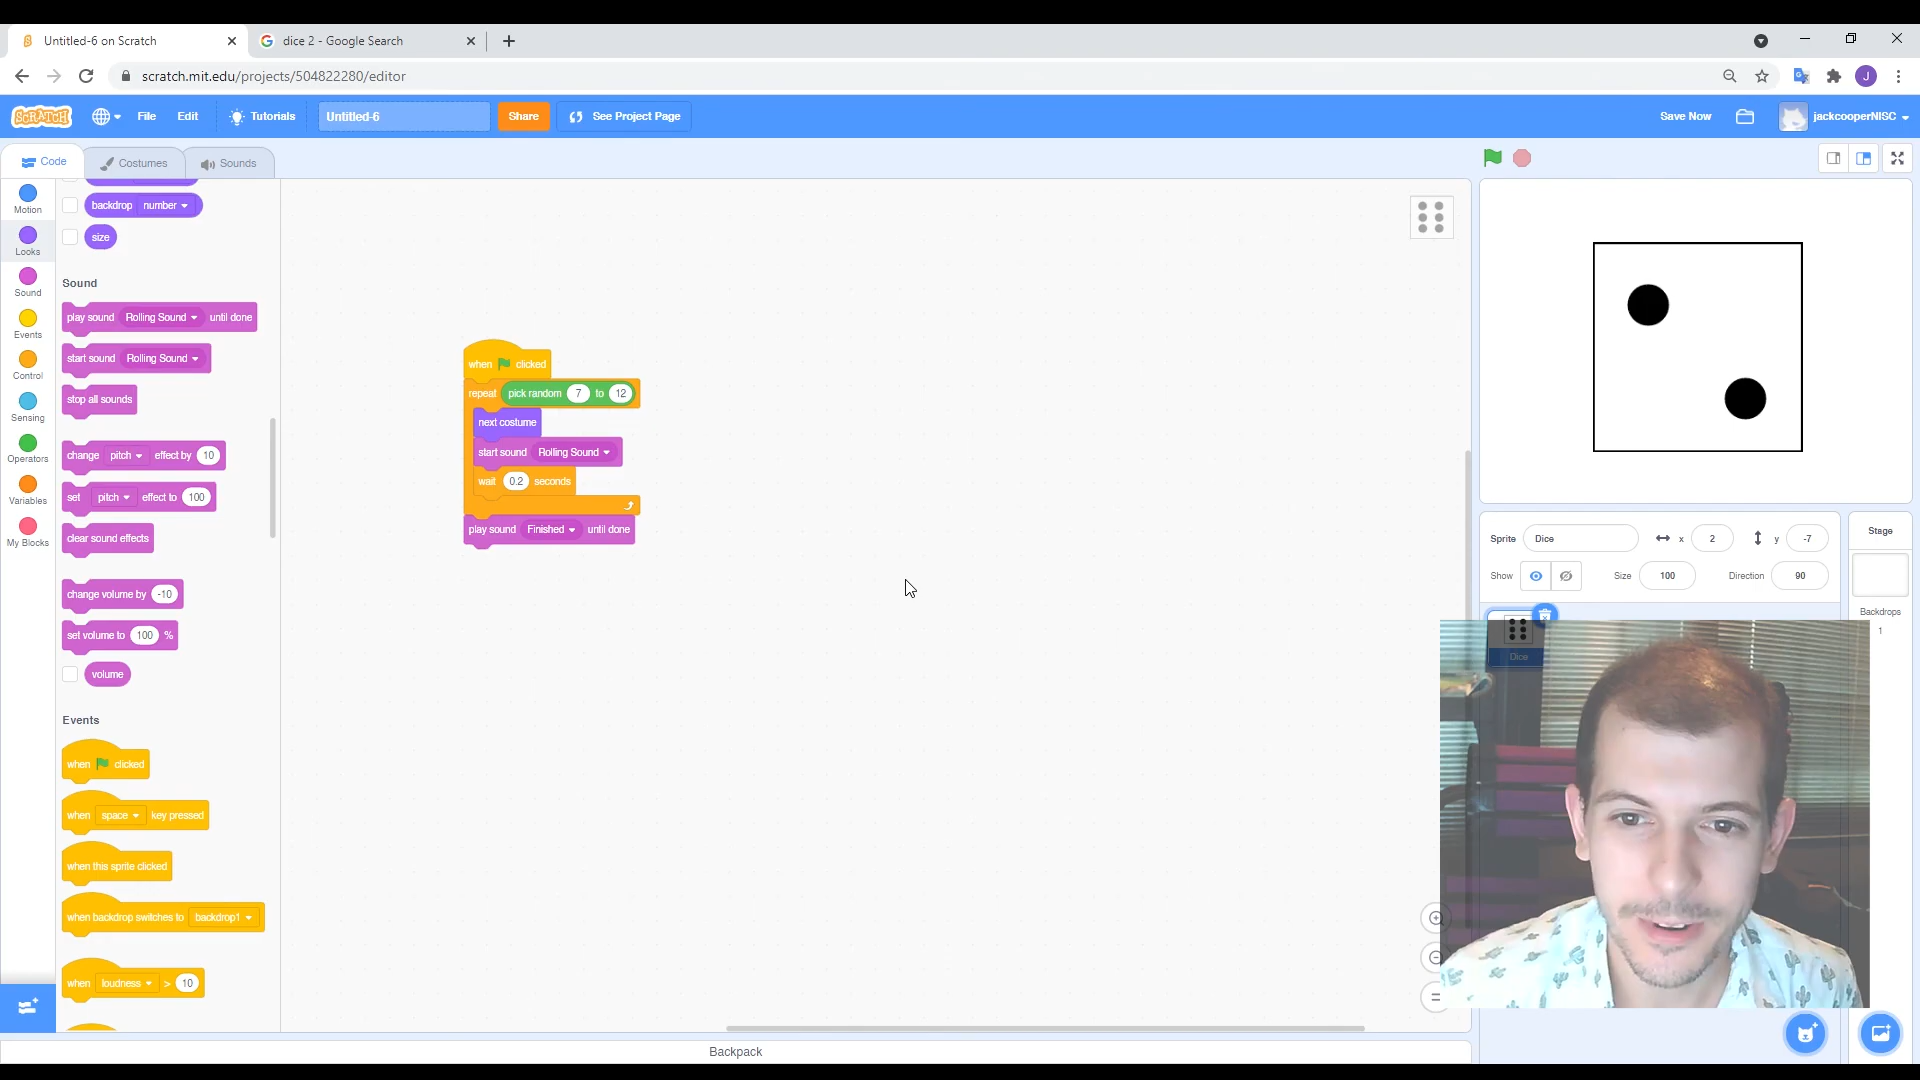 Untitled-6 on Scratch
dice 2 - Google Search
scratch.mit.edu/projects/504822280/editor
J
SCRATCH
File
Edit
Tutorials
Untitled-6
Share
See Project Page
Save Now
jackcooperNISC
Code
Costumes
Sounds
Motion
Looks
Sound
Events
Control
Sensing
Operators
Variables
My Blocks
backdrop number
size
Sound
play sound Rolling Sound until done
start sound Rolling Sound
stop all sounds
change pitch effect by 10
set pitch effect to 100
clear sound effects
change volume by -10
set volume to 100 %
volume
Events
when clicked
when space key pressed
when this sprite clicked
when backdrop switches to backdrop1
when loudness > 10
when clicked
repeat pick random 7 to 12
next costume
start sound Rolling Sound
wait 0.2 seconds
play sound Finished until done
Sprite Dice x 2 y -7
Show Size 100 Direction 90
Dice
Stage
Backdrops
1
Backpack